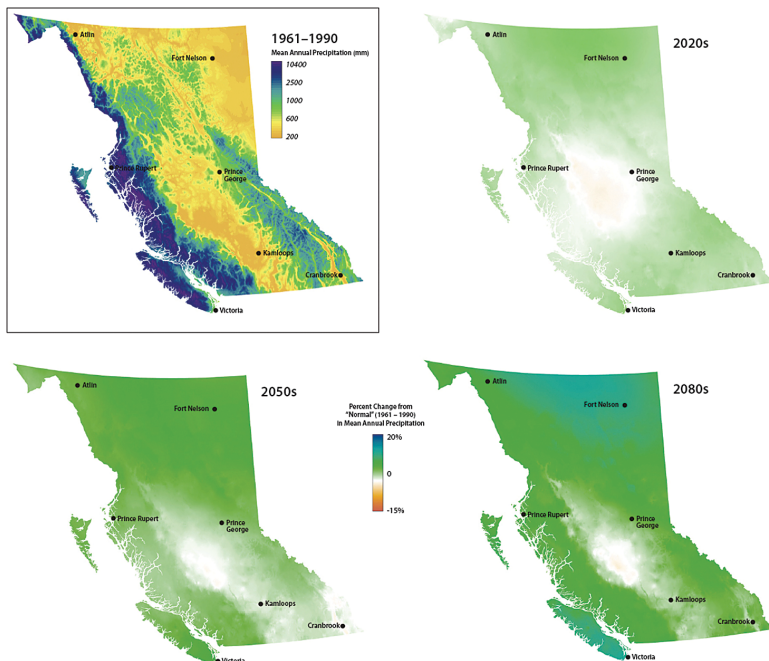 1961–1990
Mean Annual Precipitation (mm)
10400
2500
1000
600
200
Atlin
Fort Nelson
Prince Rupert
Prince
George
Kamloops
Cranbrook
Victoria
2020s
Atlin
Fort Nelson
Prince Rupert
Prince
George
Kamloops
Cranbrook
Victoria
2050s
Atlin
Fort Nelson
Prince Rupert
Prince
George
Kamloops
Cranbrook
Victoria
Percent Change from
“Normal” (1961 – 1990)
in Mean Annual Precipitation
20%
0
-15%
2080s
Atlin
Fort Nelson
Prince Rupert
Prince
George
Kamloops
Cranbrook
Victoria